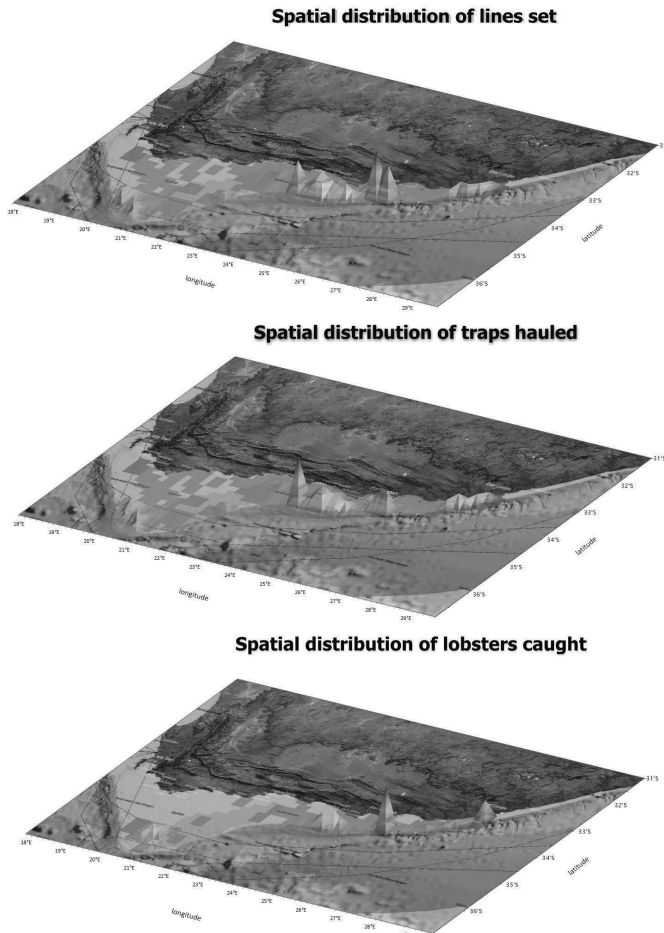 Spatial distribution of lines set
3
32°S
33°S
34°S
35°S
36°S
latitude
18°E
19°E
20°E
21°E
22°E
23°E
24°E
25°E
26°E
27°E
28°E
29°E
longitude
Spatial distribution of traps hauled
31°S
32°S
33°S
34°S
35°S
36°S
latitude
18°E
19°E
20°E
21°E
22°E
23°E
24°E
25°E
26°E
27°E
28°E
29°E
longitude
Spatial distribution of lobsters caught
31°S
32°S
33°S
34°S
35°S
36°S
latitude
18°E
19°E
20°E
21°E
22°E
23°E
24°E
25°E
26°E
27°E
28°E
longitude